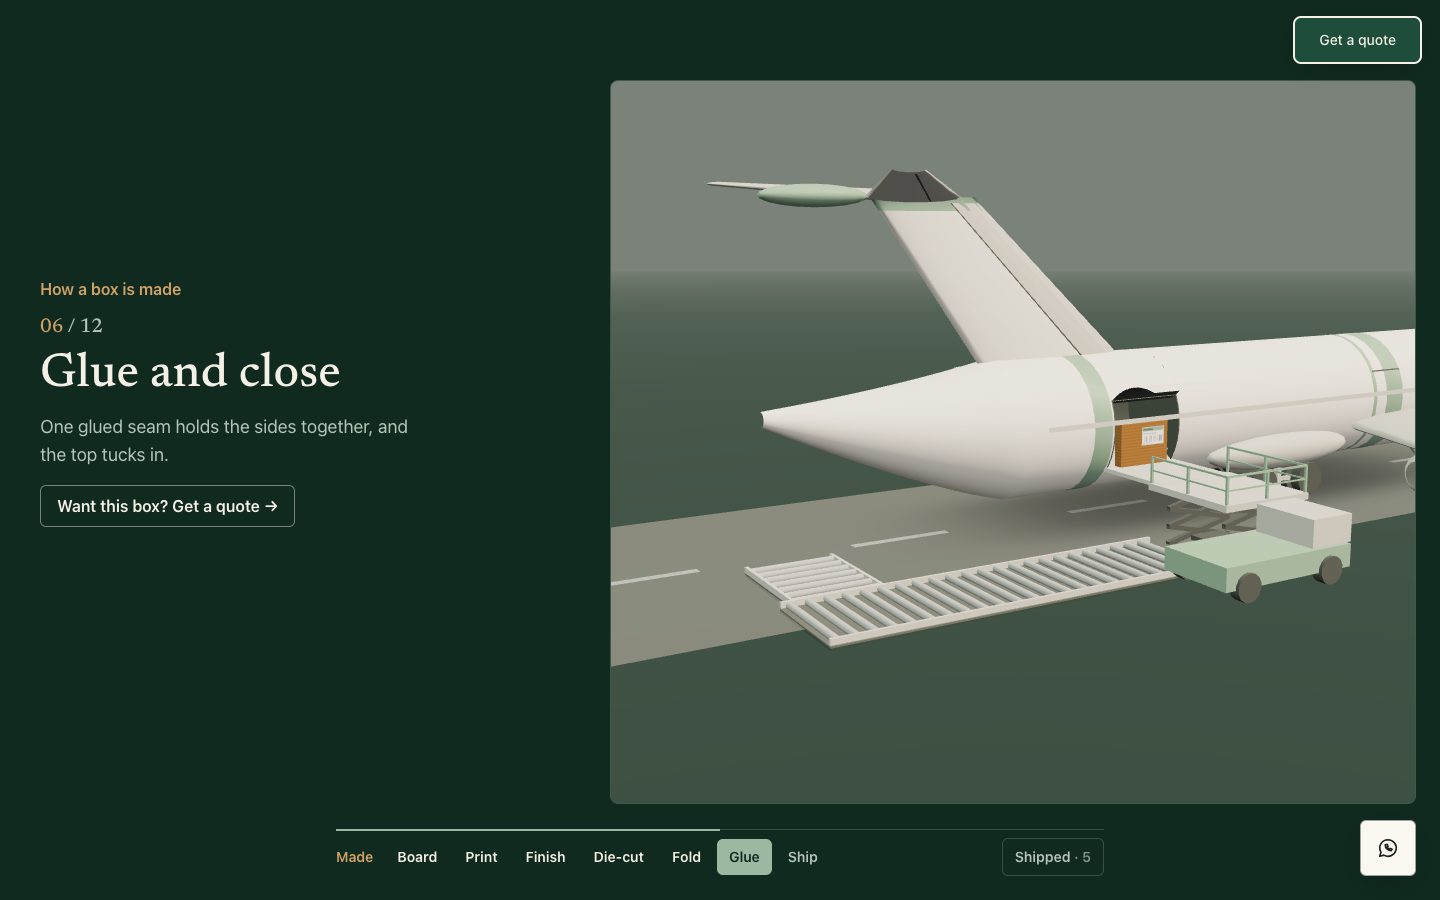 Get a quote
How a box is made
06 / 12
Glue and close
One glued seam holds the sides together, and
the top tucks in.
Want this box? Get a quote →
Made Board Print Finish Die-cut Fold Glue Ship Shipped · 5